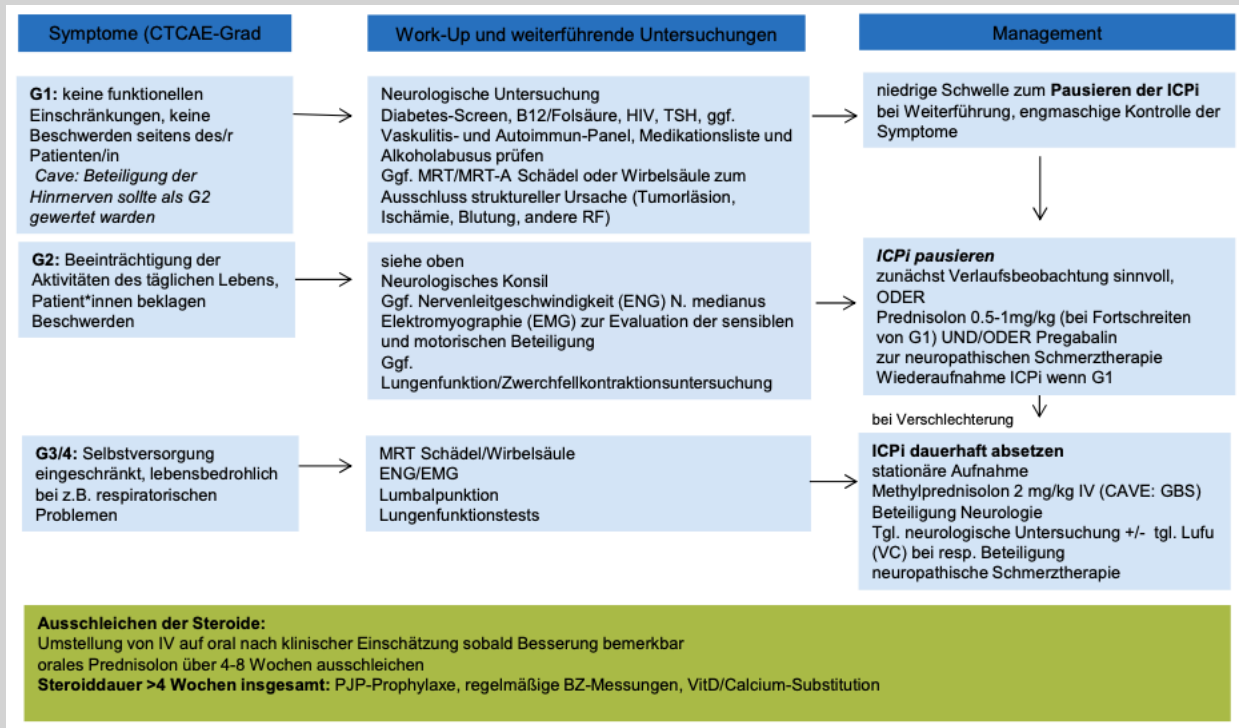 Symptome (CTCAE-Grad
Work-Up und weiterführende Untersuchungen
Management
G1: keine funktionellen
Einschränkungen, keine
Beschwerden seitens des/r
Patienten/in
Cave: Beteiligung der
Hinrnerven sollte als G2
gewertet warden
Neurologische Untersuchung
Diabetes-Screen, B12/Folsäure, HIV, TSH, ggf.
Vaskulitis- und Autoimmun-Panel, Medikationsliste und
Alkoholabusus prüfen
Ggf. MRT/MRT-A Schädel oder Wirbelsäule zum
Ausschluss struktureller Ursache (Tumorläsion,
Ischämie, Blutung, andere RF)
niedrige Schwelle zum Pausieren der ICPi
bei Weiterführung, engmaschige Kontrolle der
Symptome
G2: Beeinträchtigung der
Aktivitäten des täglichen Lebens,
Patient*innen beklagen
Beschwerden
siehe oben
Neurologisches Konsil
Ggf. Nervenleitgeschwindigkeit (ENG) N. medianus
Elektromyographie (EMG) zur Evaluation der sensiblen
und motorischen Beteiligung
Ggf.
Lungenfunktion/Zwerchfellkontraktionsuntersuchung
ICPi pausieren
zunächst Verlaufsbeobachtung sinnvoll,
ODER
Prednisolon 0.5-1mg/kg (bei Fortschreiten
von G1) UND/ODER Pregabalin
zur neuropathischen Schmerztherapie
Wiederaufnahme ICPi wenn G1
bei Verschlechterung
G3/4: Selbstversorgung
eingeschränkt, lebensbedrohlich
bei z.B. respiratorischen
Problemen
MRT Schädel/Wirbelsäule
ENG/EMG
Lumbalpunktion
Lungenfunktionstests
ICPi dauerhaft absetzen
stationäre Aufnahme
Methylprednisolon 2 mg/kg IV (CAVE: GBS)
Beteiligung Neurologie
Tgl. neurologische Untersuchung +/- tgl. Lufu
(VC) bei resp. Beteiligung
neuropathische Schmerztherapie
Ausschleichen der Steroide:
Umstellung von IV auf oral nach klinischer Einschätzung sobald Besserung bemerkbar
orales Prednisolon über 4-8 Wochen ausschleichen
Steroiddauer >4 Wochen insgesamt: PJP-Prophylaxe, regelmäßige BZ-Messungen, VitD/Calcium-Substitution